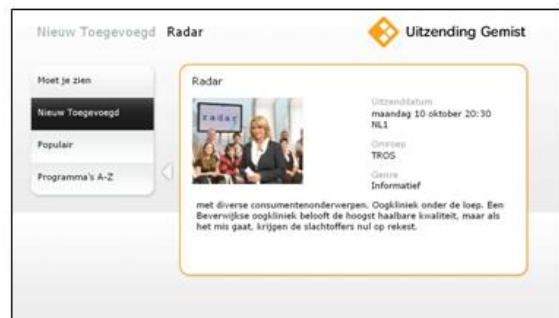 Nieuw Toegevoegd Radar
Uitzending Gemist
Moet je zien
Nieuw Toegevoegd
Populair
Programma's A-Z
Radar
radar
Uitzenddatum
maandag 10 oktober 20:30
NL1
Omroep
TROS
Genre
Informatief
met diverse consumentenonderwerpen. Oogkliniek onder de loep. Een
Beverwijkse oogkliniek belooft de hoogst haalbare kwaliteit, maar als
het mis gaat, krijgen de slachtoffers nul op rekest.